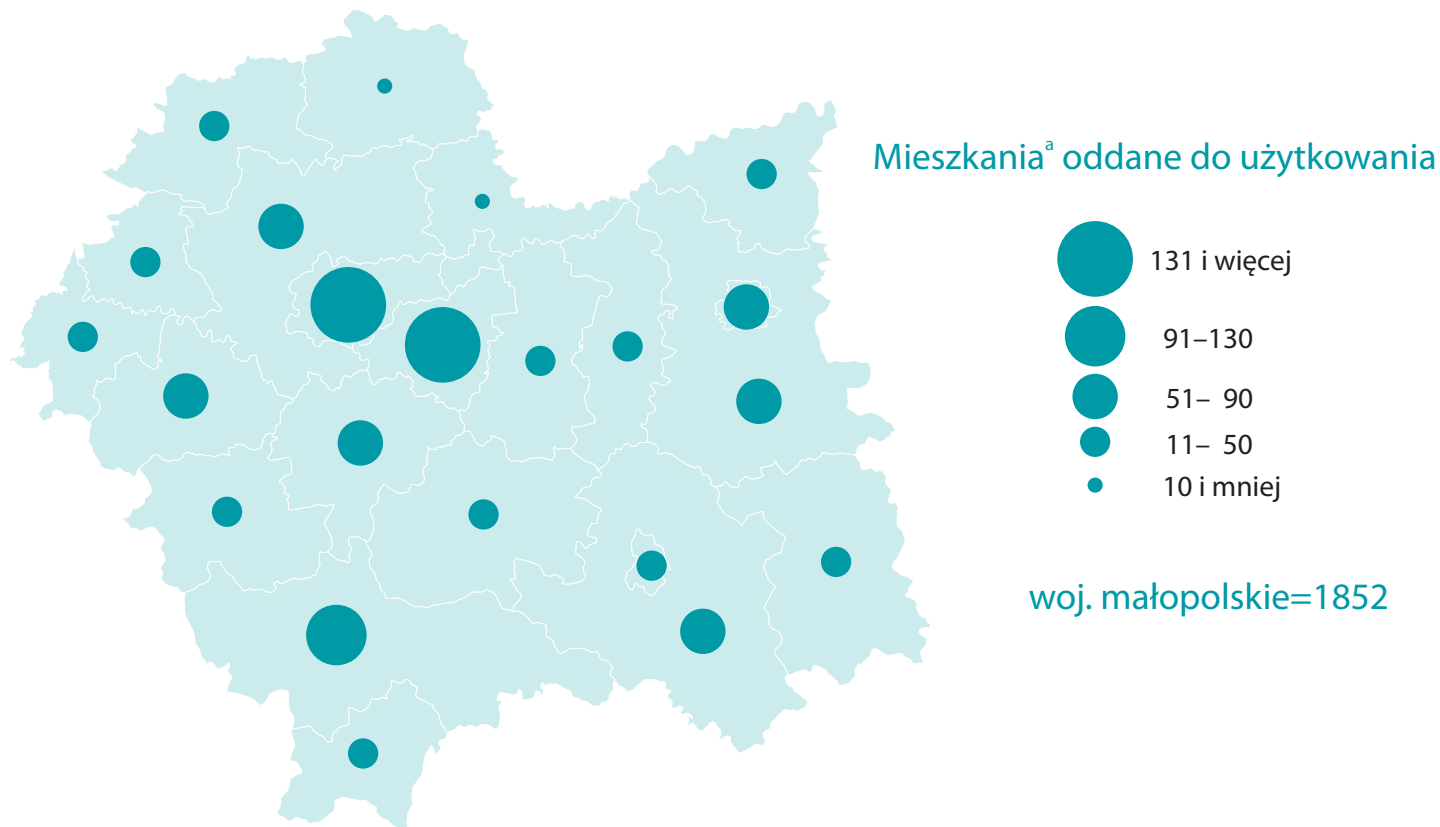 Mieszkaniaᵃ oddane do użytkowania
131 i więcej
91–130
51– 90
11– 50
10 i mniej
woj. małopolskie=1852